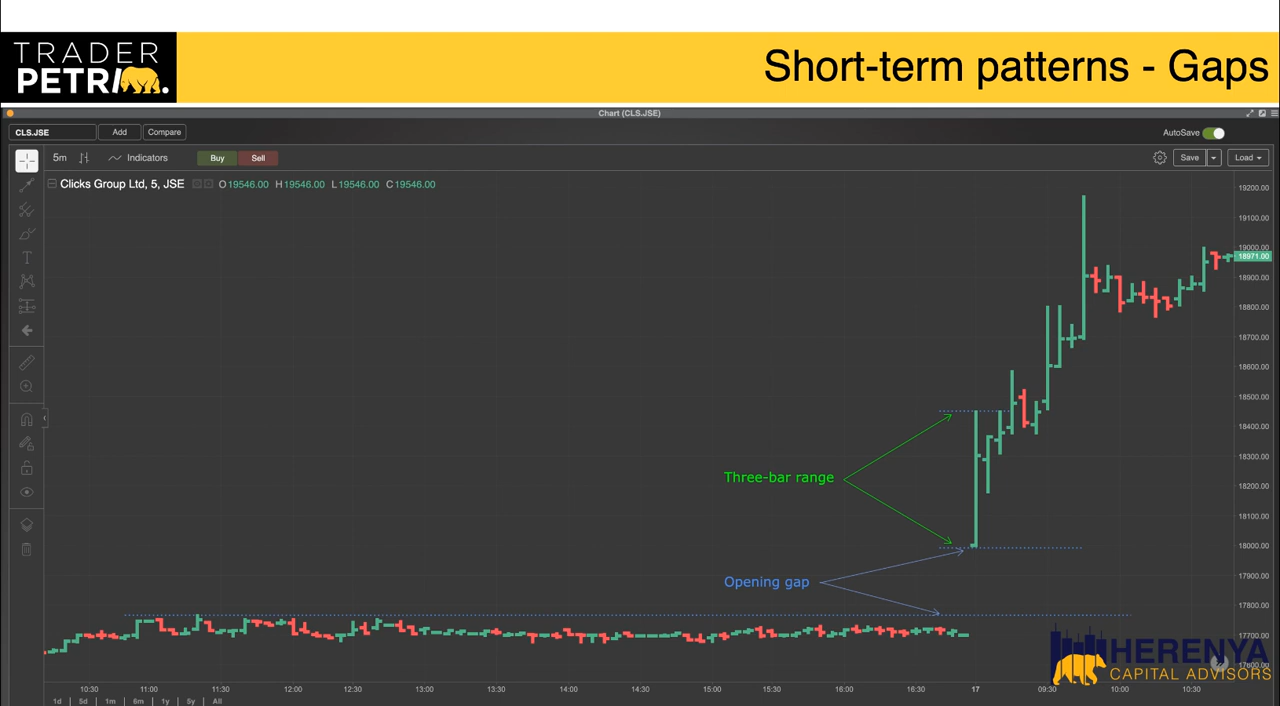 TRADER
PETRI.
Short-term patterns - Gaps
Chart (CLS.JSE)
CLS.JSE Add Compare AutoSave
5m Indicators Buy Sell Save Load
Clicks Group Ltd, 5, JSE O19546.00 H19546.00 L19546.00 C19546.00
19200.00
19100.00
19000.00
18971.00
18900.00
18800.00
18700.00
18600.00
18500.00
18400.00
18300.00
18200.00
18100.00
18000.00
17900.00
17800.00
17700.00
17600.00
Three-bar range
Opening gap
HERENYA
CAPITAL ADVISORS
10:30 11:00 11:30 12:00 12:30 13:00 13:30 14:00 14:30 15:00 15:30 16:00 16:30 17 09:30 10:00 10:30
1d 5d 1m 6m 1y 5y All